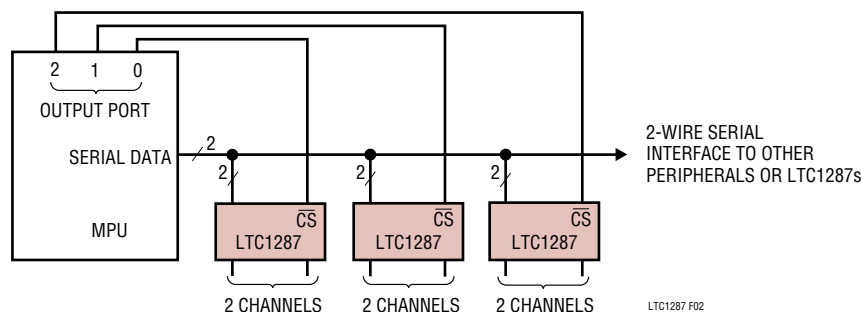 2 1 0
OUTPUT PORT
SERIAL DATA
MPU
2
2
2
2
2-WIRE SERIAL
INTERFACE TO OTHER
PERIPHERALS OR LTC1287s
CS
LTC1287
CS
LTC1287
CS
LTC1287
2 CHANNELS
2 CHANNELS
2 CHANNELS
LTC1287 F02